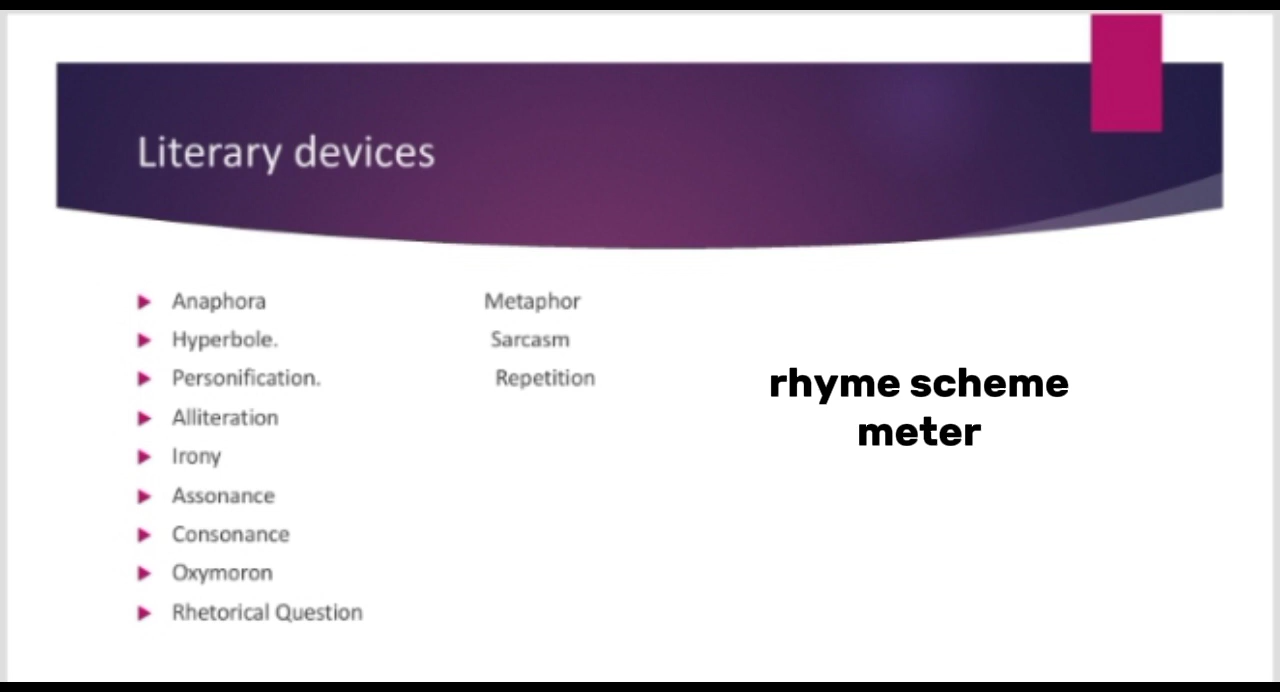 Literary devices
Anaphora Metaphor
Hyperbole. Sarcasm
Personification. Repetition
Alliteration
Irony
Assonance
Consonance
Oxymoron
Rhetorical Question
rhyme scheme
meter